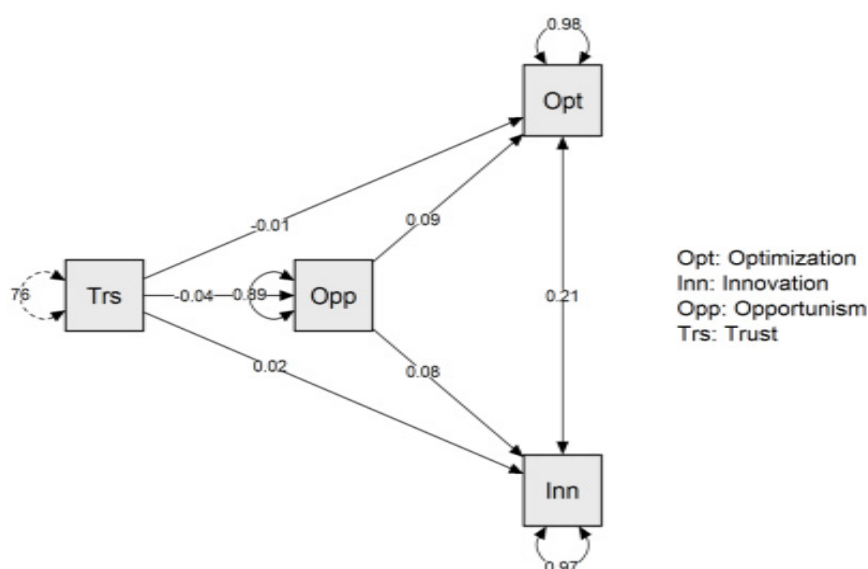 0.98
Opt
-0.01
0.09
76
Trs
-0.04
0.89
Opp
0.21
0.02
0.08
Inn
0.97
Opt: Optimization
Inn: Innovation
Opp: Opportunism
Trs: Trust